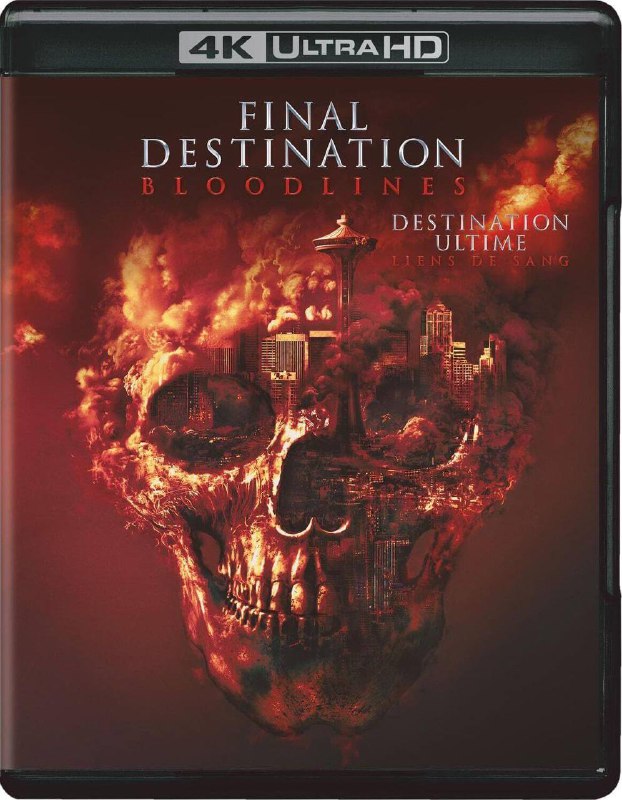 4K ULTRA HD
FINAL
DESTINATION
BLOODLINES
DESTINATION
ULTIME
LIENS DE SANG